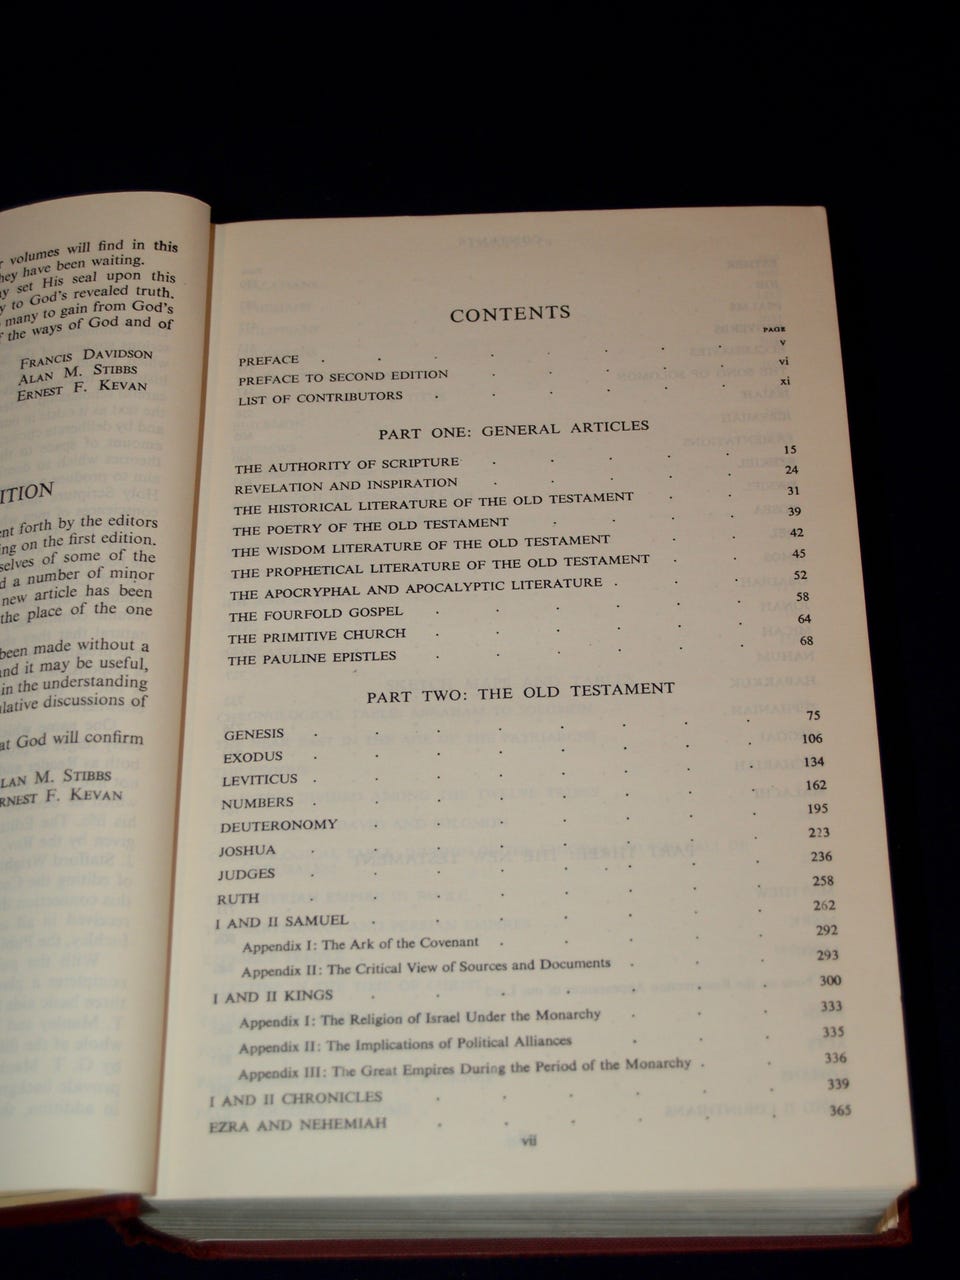 volumes will find in this
they have been waiting.
set His seal upon this
to God's revealed truth.
many to gain from God's
the ways of God and of
FRANCIS DAVIDSON
ALAN M. STIBBS
ERNEST F. KEVAN
forth by the editors
on the first edition.
of some of the
a number of minor
new article has been
the place of the one
been made without a
and it may be useful,
in the understanding
discussions of
at God will confirm
ALAN M. STIBBS
ERNEST F. KEVAN
CONTENTS
PAGE
PREFACE . . . . . . . v
PREFACE TO SECOND EDITION . . . . vi
LIST OF CONTRIBUTORS . . . . . xi
PART ONE: GENERAL ARTICLES
THE AUTHORITY OF SCRIPTURE . . . . . 15
REVELATION AND INSPIRATION . . . . . 24
THE HISTORICAL LITERATURE OF THE OLD TESTAMENT . . 31
THE POETRY OF THE OLD TESTAMENT . . . . 39
THE WISDOM LITERATURE OF THE OLD TESTAMENT . . 42
THE PROPHETICAL LITERATURE OF THE OLD TESTAMENT . . 45
THE APOCRYPHAL AND APOCALYPTIC LITERATURE . . . 52
THE FOURFOLD GOSPEL . . . . . . 58
THE PRIMITIVE CHURCH . . . . . . 64
THE PAULINE EPISTLES . . . . . . 68
PART TWO: THE OLD TESTAMENT
GENESIS . . . . . . . 75
EXODUS . . . . . . . 106
LEVITICUS . . . . . . . 134
NUMBERS . . . . . . . 162
DEUTERONOMY . . . . . . 195
JOSHUA . . . . . . . 223
JUDGES . . . . . . . 236
RUTH . . . . . . . 258
I AND II SAMUEL . . . . . . 262
Appendix I: The Ark of the Covenant . . . . 292
Appendix II: The Critical View of Sources and Documents . . 293
I AND II KINGS . . . . . . 300
Appendix I: The Religion of Israel Under the Monarchy . . 333
Appendix II: The Implications of Political Alliances . . 335
Appendix III: The Great Empires During the Period of the Monarchy . . 336
I AND II CHRONICLES . . . . . 339
EZRA AND NEHEMIAH . . . . . 365
vii